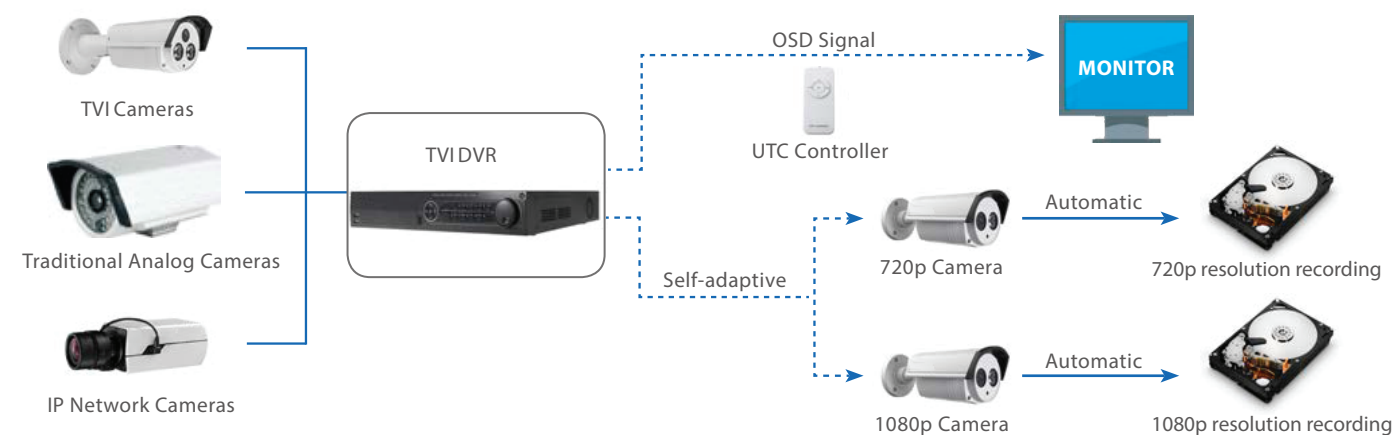 TVI Cameras
Traditional Analog Cameras
IP Network Cameras
TVI DVR
OSD Signal
UTC Controller
MONITOR
Self-adaptive
720p Camera
Automatic
720p resolution recording
1080p Camera
Automatic
1080p resolution recording